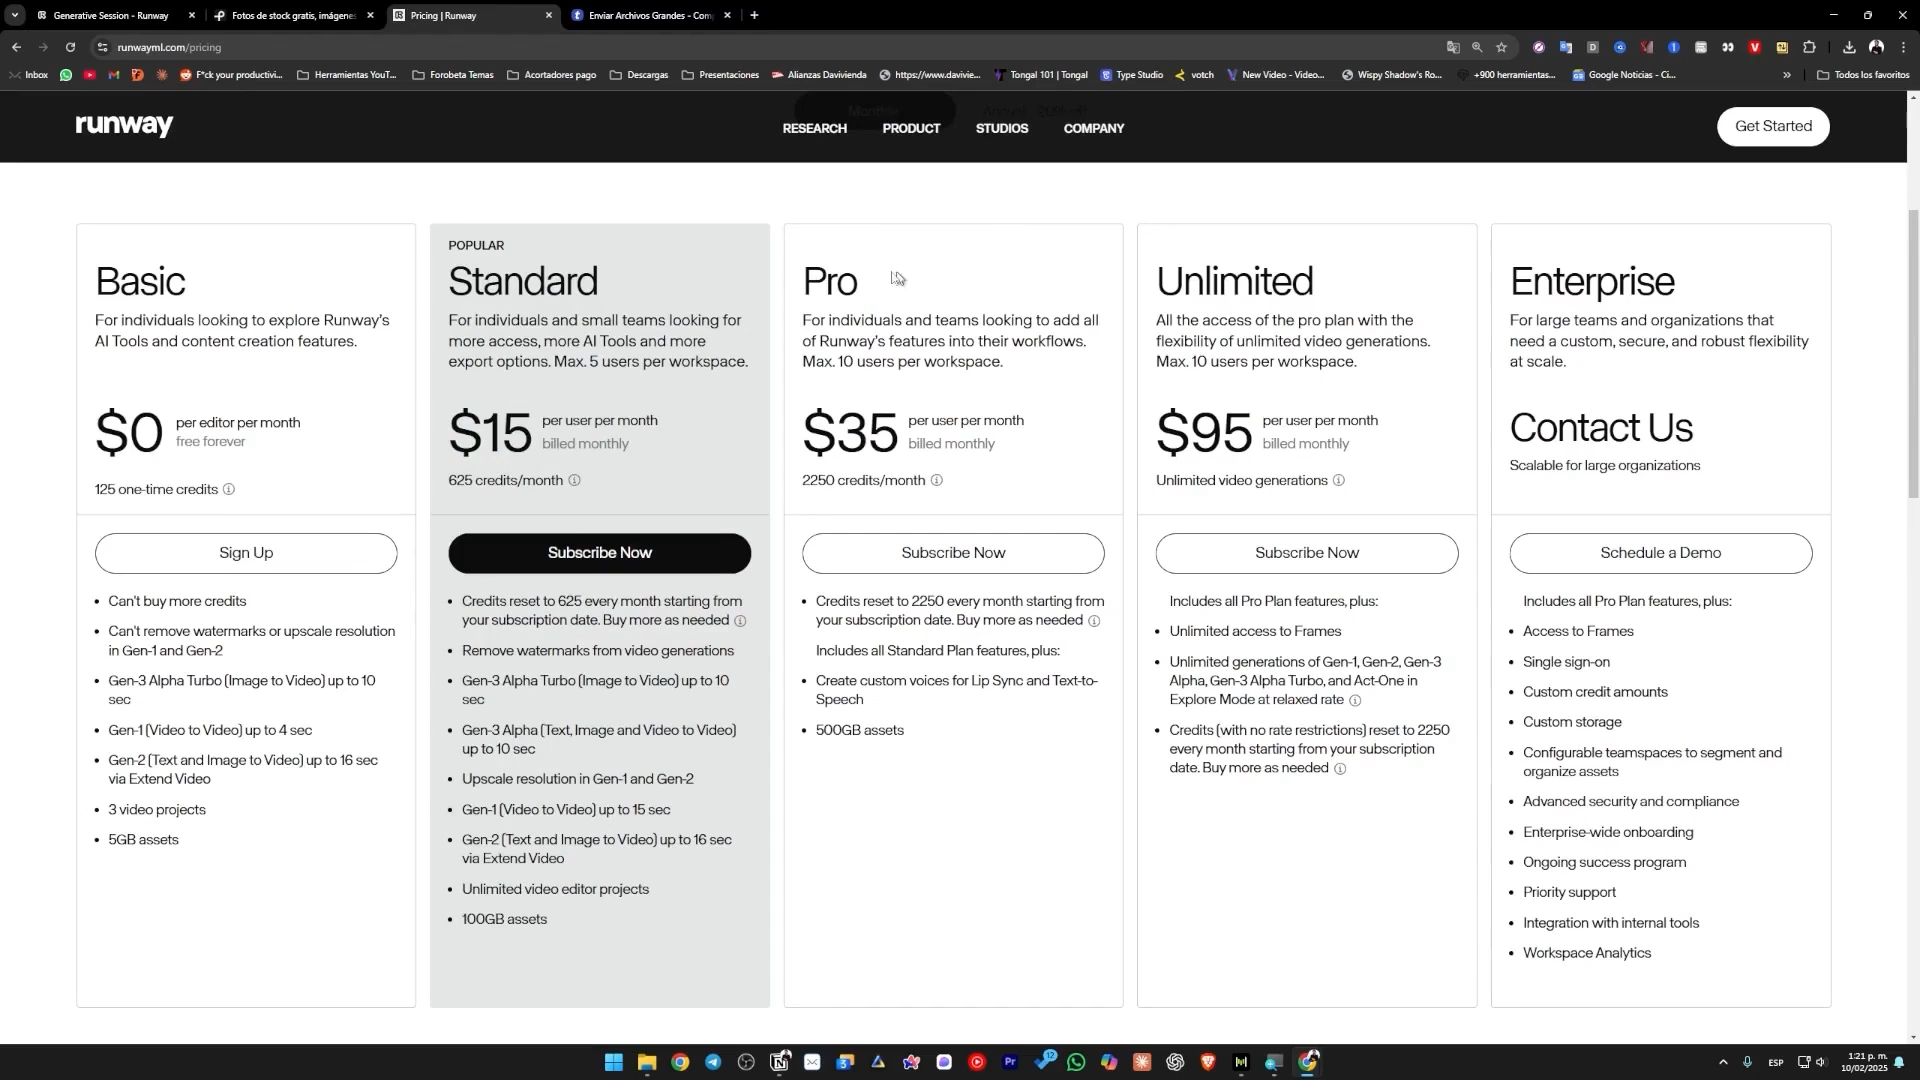 Generative Session - Runway
Fotos de stock gratis, imágenes
Pricing | Runway
Enviar Archivos Grandes - Com
runwayml.com/pricing
Inbox
F*ck your productivi...
Herramientas YouT...
Forobeta Temas
Acortadores pago
Descargas
Presentaciones
Alianzas Davivienda
https://www.davivie...
Tongal 101 | Tongal
Type Studio
votch
New Video - Video...
Wispy Shadow's Ro...
+900 herramientas...
Google Noticias - Ci...
Todos los favoritos
runway
RESEARCH
PRODUCT
STUDIOS
COMPANY
Get Started
Basic
For individuals looking to explore Runway's
AI Tools and content creation features.
$0 per editor per month
free forever
125 one-time credits
Sign Up
• Can't buy more credits
• Can't remove watermarks or upscale resolution
in Gen-1 and Gen-2
• Gen-3 Alpha Turbo (Image to Video) up to 10
sec
• Gen-1 (Video to Video) up to 4 sec
• Gen-2 (Text and Image to Video) up to 16 sec
via Extend Video
• 3 video projects
• 5GB assets
POPULAR
Standard
For individuals and small teams looking for
more access, more AI Tools and more
export options. Max. 5 users per workspace.
$15 per user per month
billed monthly
625 credits/month
Subscribe Now
• Credits reset to 625 every month starting from
your subscription date. Buy more as needed
• Remove watermarks from video generations
• Gen-3 Alpha Turbo (Image to Video) up to 10
sec
• Gen-3 Alpha (Text, Image and Video to Video)
up to 10 sec
• Upscale resolution in Gen-1 and Gen-2
• Gen-1 (Video to Video) up to 15 sec
• Gen-2 (Text and Image to Video) up to 16 sec
via Extend Video
• Unlimited video editor projects
• 100GB assets
Pro
For individuals and teams looking to add all
of Runway's features into their workflows.
Max. 10 users per workspace.
$35 per user per month
billed monthly
2250 credits/month
Subscribe Now
• Credits reset to 2250 every month starting from
your subscription date. Buy more as needed
Includes all Standard Plan features, plus:
• Create custom voices for Lip Sync and Text-to-
Speech
• 500GB assets
Unlimited
All the access of the pro plan with the
flexibility of unlimited video generations.
Max. 10 users per workspace.
$95 per user per month
billed monthly
Unlimited video generations
Subscribe Now
Includes all Pro Plan features, plus:
• Unlimited access to Frames
• Unlimited generations of Gen-1, Gen-2, Gen-3
Alpha, Gen-3 Alpha Turbo, and Act-One in
Explore Mode at relaxed rate
• Credits (with no rate restrictions) reset to 2250
every month starting from your subscription
date. Buy more as needed
Enterprise
For large teams and organizations that
need a custom, secure, and robust flexibility
at scale.
Contact Us
Scalable for large organizations
Schedule a Demo
Includes all Pro Plan features, plus:
• Access to Frames
• Single sign-on
• Custom credit amounts
• Custom storage
• Configurable teamspaces to segment and
organize assets
• Advanced security and compliance
• Enterprise-wide onboarding
• Ongoing success program
• Priority support
• Integration with internal tools
• Workspace Analytics
ESP
1:21 p. m.
10/02/2025